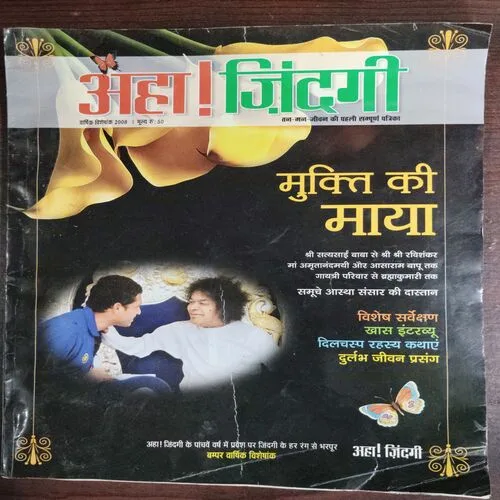 अहा! ज़िंदगी
वार्षिक विशेषांक 2008 । मूल्य रु. 50
तन-मन-जीवन की पहली सम्पूर्ण पत्रिका
मुक्ति की
माया
श्री सत्यसाई बाबा से श्री श्री रविशंकर
मां अमृतानंदमयी और आसाराम बापू तक
गायत्री परिवार से ब्रह्माकुमारी तक
समूचे आस्था संसार की दास्तान
विशेष सर्वेक्षण
खास इंटरव्यू
दिलचस्प रहस्य कथाएं
दुर्लभ जीवन प्रसंग
अहा! ज़िंदगी के पांचवें वर्ष में प्रवेश पर ज़िंदगी के हर रंग से भरपूर
बम्पर वार्षिक विशेषांक
अहा! ज़िंदगी